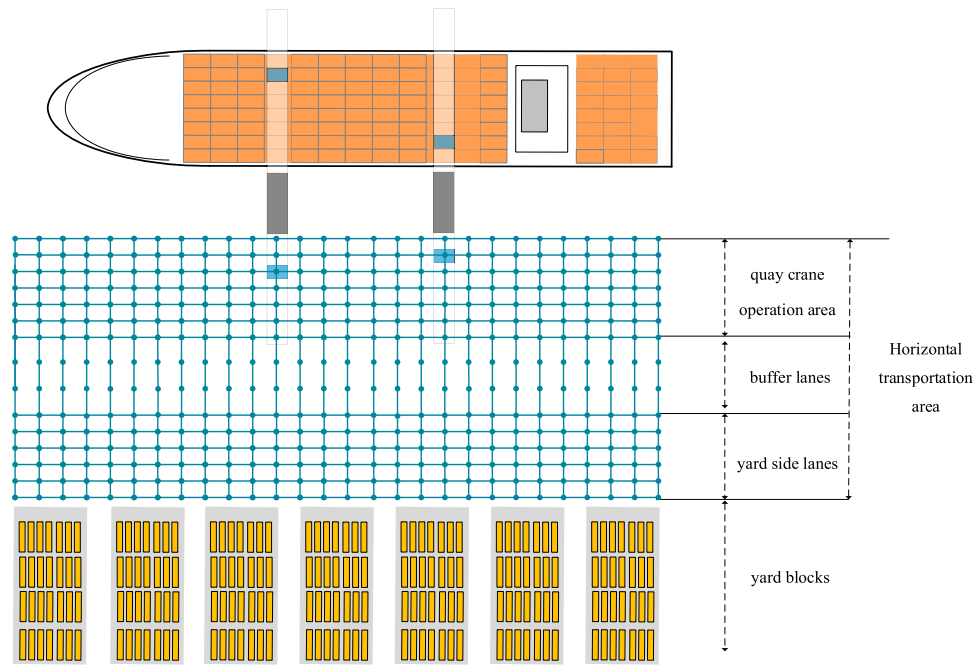 quay crane
operation area
buffer lanes
Horizontal
transportation
area
yard side lanes
yard blocks